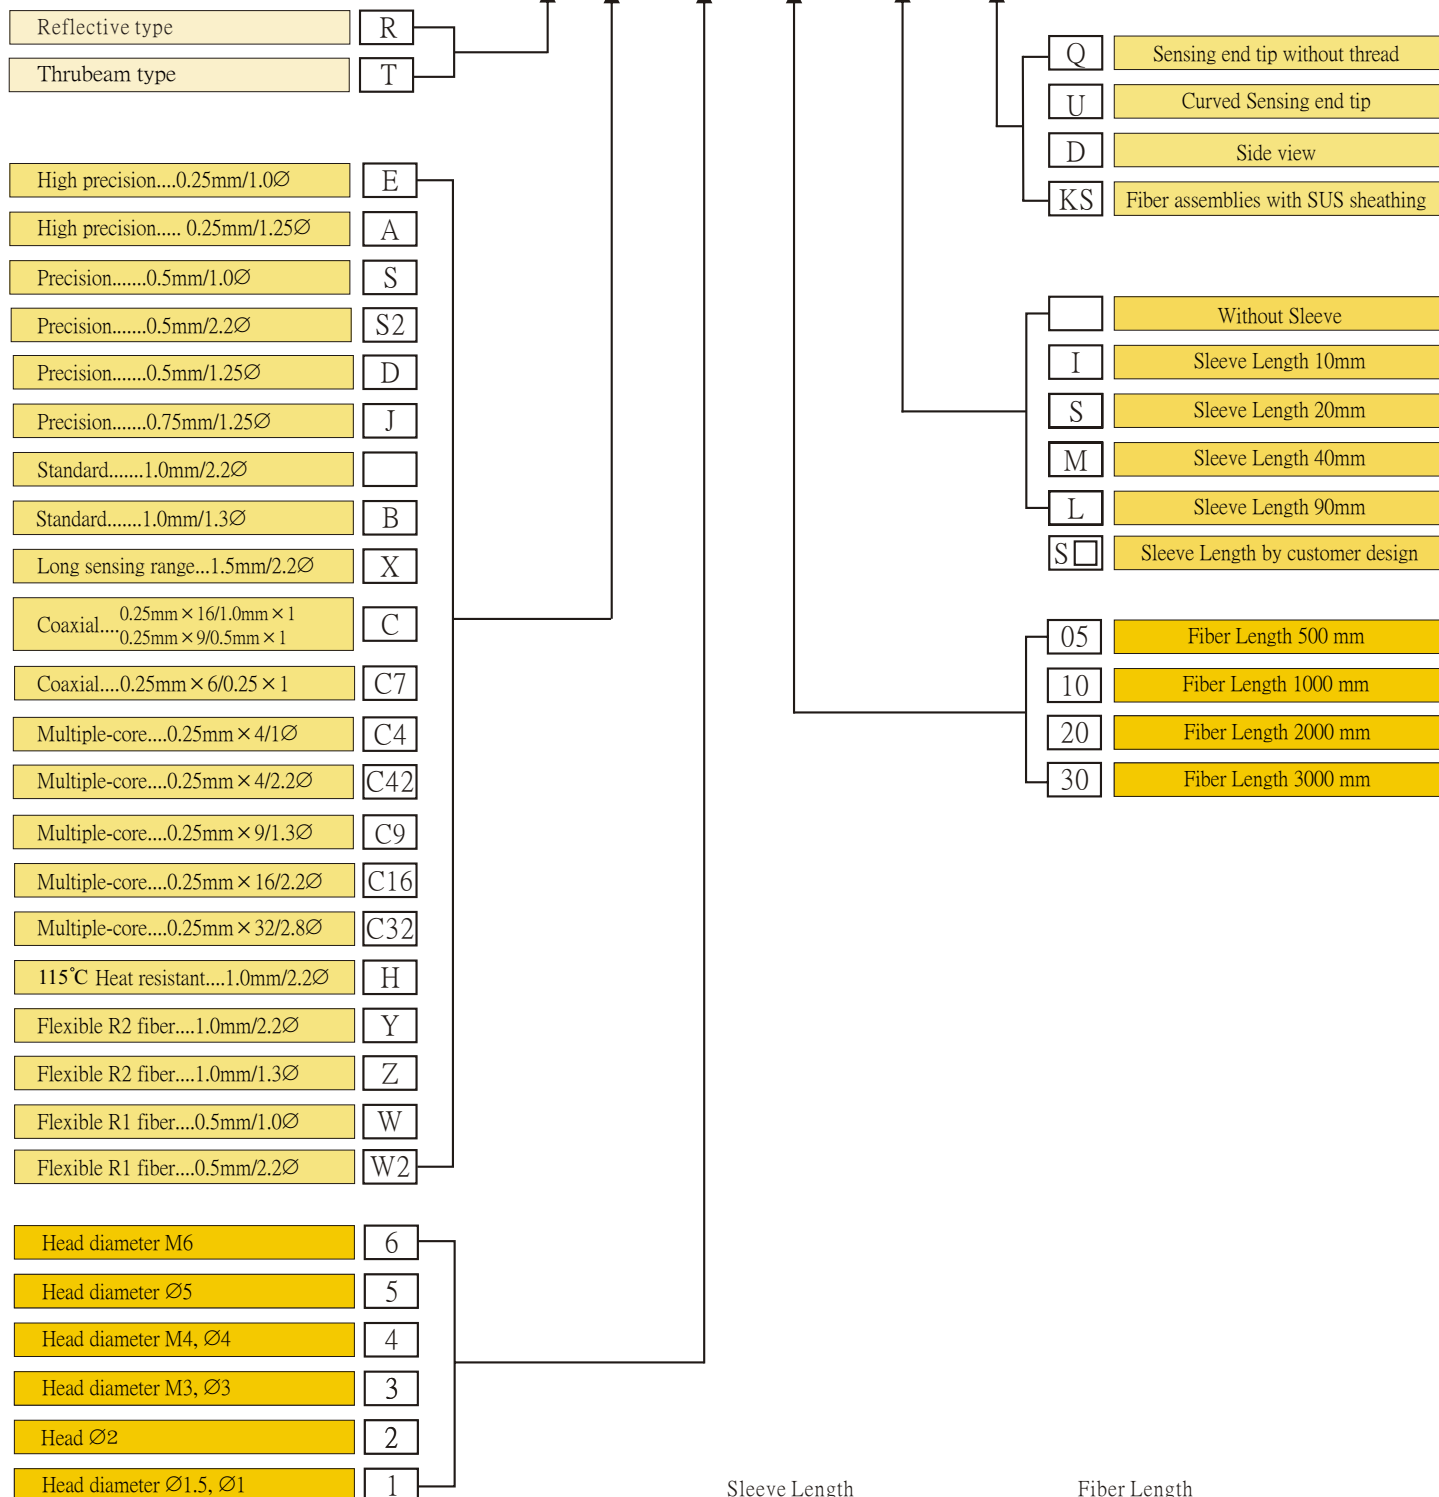 Reflective type R
Thrubeam type T
High precision....0.25mm/1.0Ø E
High precision..... 0.25mm/1.25Ø A
Precision.......0.5mm/1.0Ø S
Precision.......0.5mm/2.2Ø S2
Precision.......0.5mm/1.25Ø D
Precision.......0.75mm/1.25Ø J
Standard.......1.0mm/2.2Ø
Standard.......1.0mm/1.3Ø B
Long sensing range...1.5mm/2.2Ø X
Coaxial.... 0.25mm×16/1.0mm×1 C
0.25mm×9/0.5mm×1
Coaxial....0.25mm×6/0.25×1 C7
Multiple-core....0.25mm×4/1Ø C4
Multiple-core....0.25mm×4/2.2Ø C42
Multiple-core....0.25mm×9/1.3Ø C9
Multiple-core....0.25mm×16/2.2Ø C16
Multiple-core....0.25mm×32/2.8Ø C32
115℃ Heat resistant....1.0mm/2.2Ø H
Flexible R2 fiber....1.0mm/2.2Ø Y
Flexible R2 fiber....1.0mm/1.3Ø Z
Flexible R1 fiber....0.5mm/1.0Ø W
Flexible R1 fiber....0.5mm/2.2Ø W2
Head diameter M6 6
Head diameter Ø5 5
Head diameter M4, Ø4 4
Head diameter M3, Ø3 3
Head Ø2 2
Head diameter Ø1.5, Ø1 1
Q Sensing end tip without thread
U Curved Sensing end tip
D Side view
KS Fiber assemblies with SUS sheathing
Without Sleeve
I Sleeve Length 10mm
S Sleeve Length 20mm
M Sleeve Length 40mm
L Sleeve Length 90mm
S□ Sleeve Length by customer design
05 Fiber Length 500 mm
10 Fiber Length 1000 mm
20 Fiber Length 2000 mm
30 Fiber Length 3000 mm
Sleeve Length Fiber Length